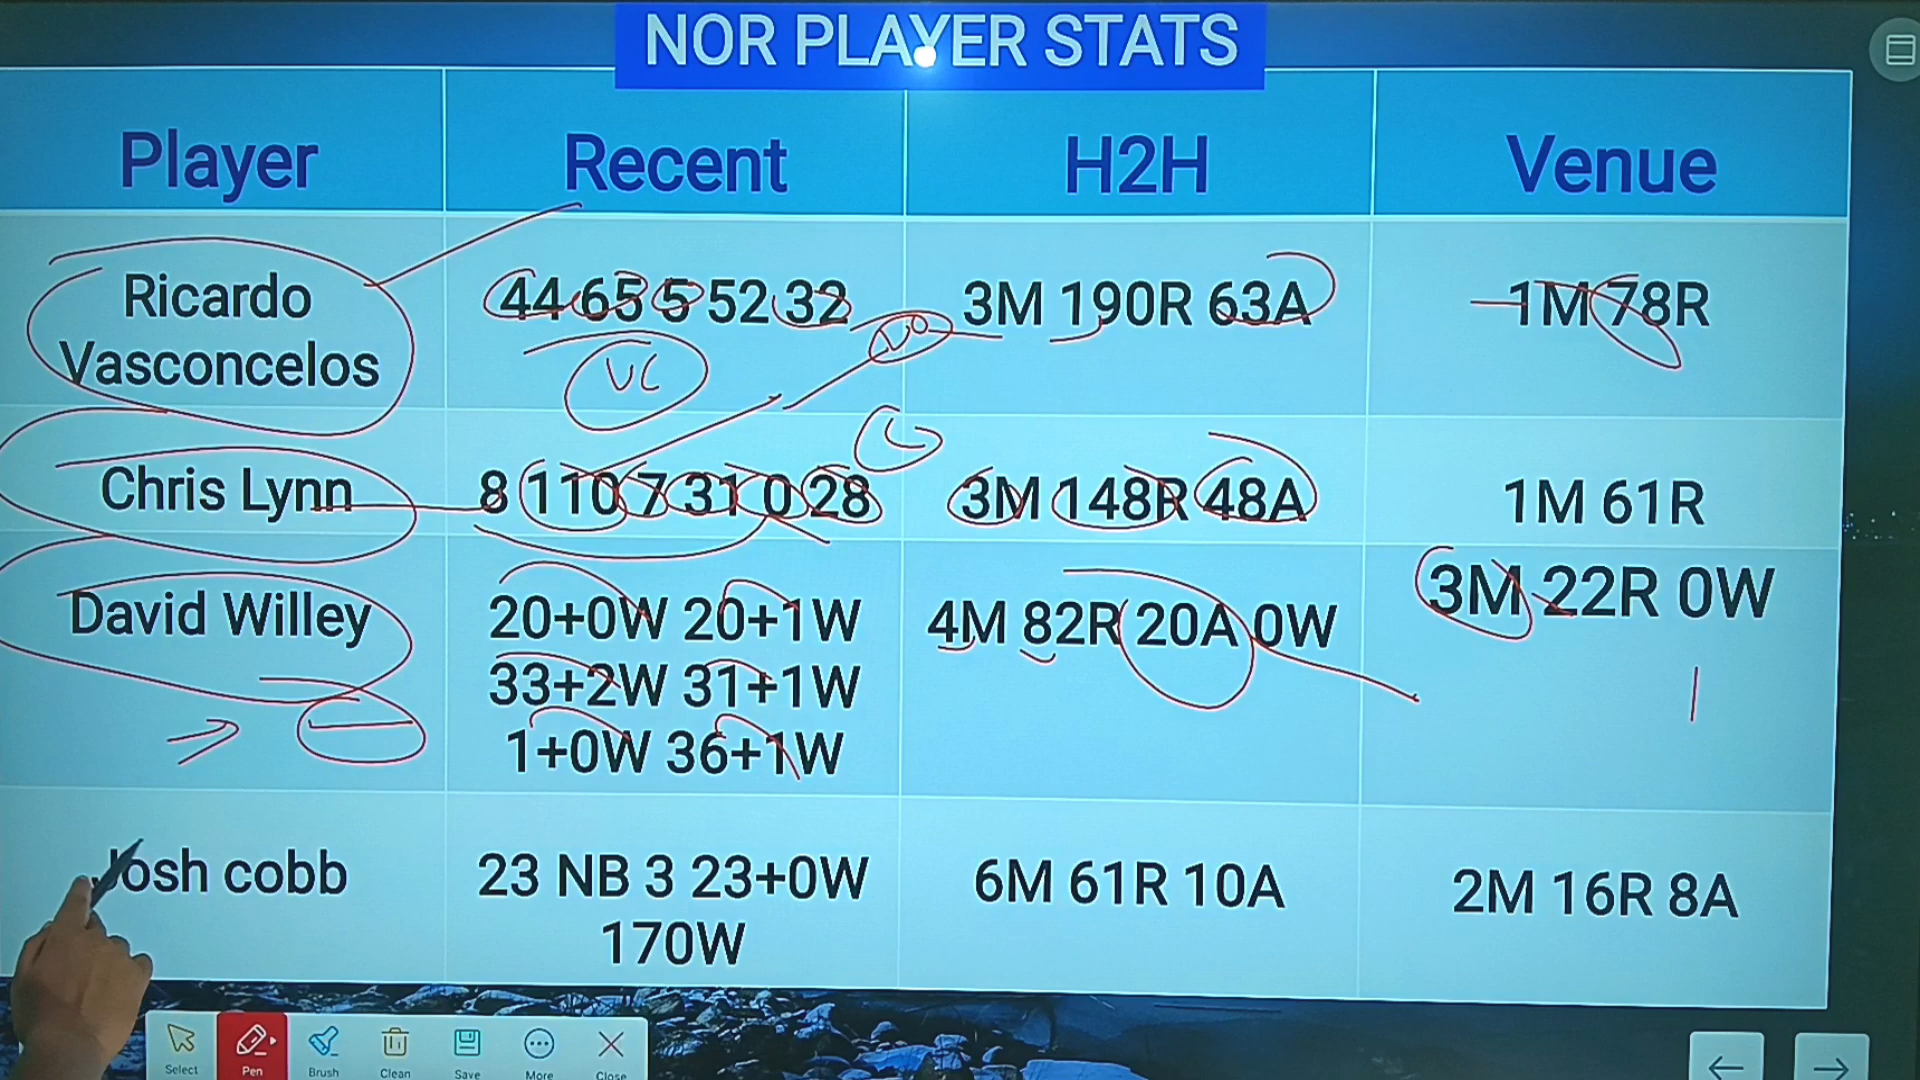 NOR PLAYER STATS
Player Recent H2H Venue
Ricardo Vasconcelos
44 65 5 52 32
3M 190R 63A
1M 78R
VC
Chris Lynn
8 110 7 31 0 28
3M 148R 48A
1M 61R
C
David Willey
20+0W 20+1W
33+2W 31+1W
1+0W 36+1W
4M 82R 20A 0W
3M 22R 0W
Josh cobb
23 NB 3 23+0W
170W
6M 61R 10A
2M 16R 8A
Select Pen Brush Clean Save More Close